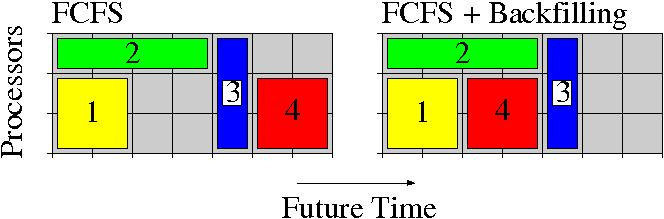 FCFS
FCFS + Backfilling
Processors
2
3
1
4
2
3
1
4
Future Time